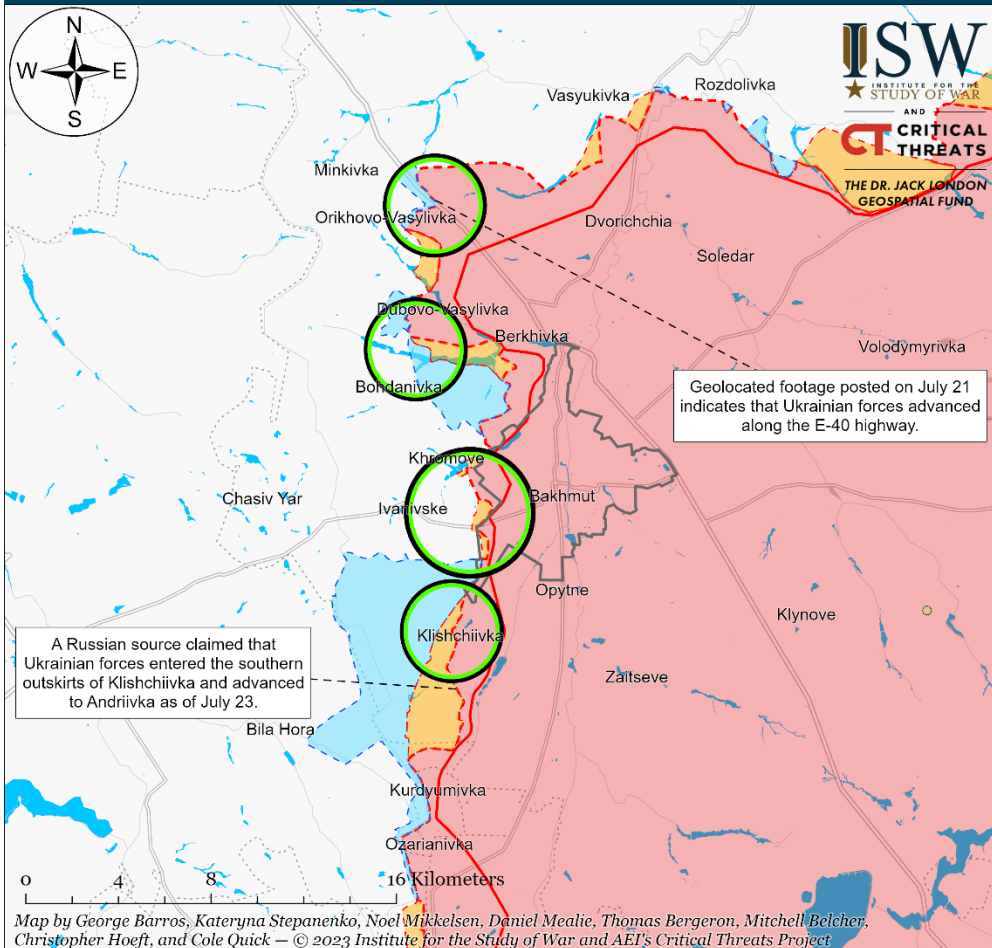 N
W E
S
ISW
INSTITUTE FOR THE
STUDY OF WAR
AND
CT CRITICAL
THREATS
THE DR. JACK LONDON
GEOSPATIAL FUND
Vasyukivka
Rozdolivka
Minkivka
Orikhovo-Vasylivka
Dvorichchia
Soledar
Dubovo-Vasylivka
Berkhivka
Volodymyrivka
Bohdanivka
Geolocated footage posted on July 21
indicates that Ukrainian forces advanced
along the E-40 highway.
Khromove
Chasiv Yar
Ivanivske
Bakhmut
Opytne
Klynove
Klishchiivka
A Russian source claimed that
Ukrainian forces entered the southern
outskirts of Klishchiivka and advanced
to Andriivka as of July 23.
Zaitseve
Bila Hora
Kurdyumivka
Ozarianivka
0 4 8 16 Kilometers
Map by George Barros, Kateryna Stepanenko, Noel Mikkelsen, Daniel Mealie, Thomas Bergeron, Mitchell Belcher,
Christopher Hoeft, and Cole Quick — © 2023 Institute for the Study of War and AEI's Critical Threats Project